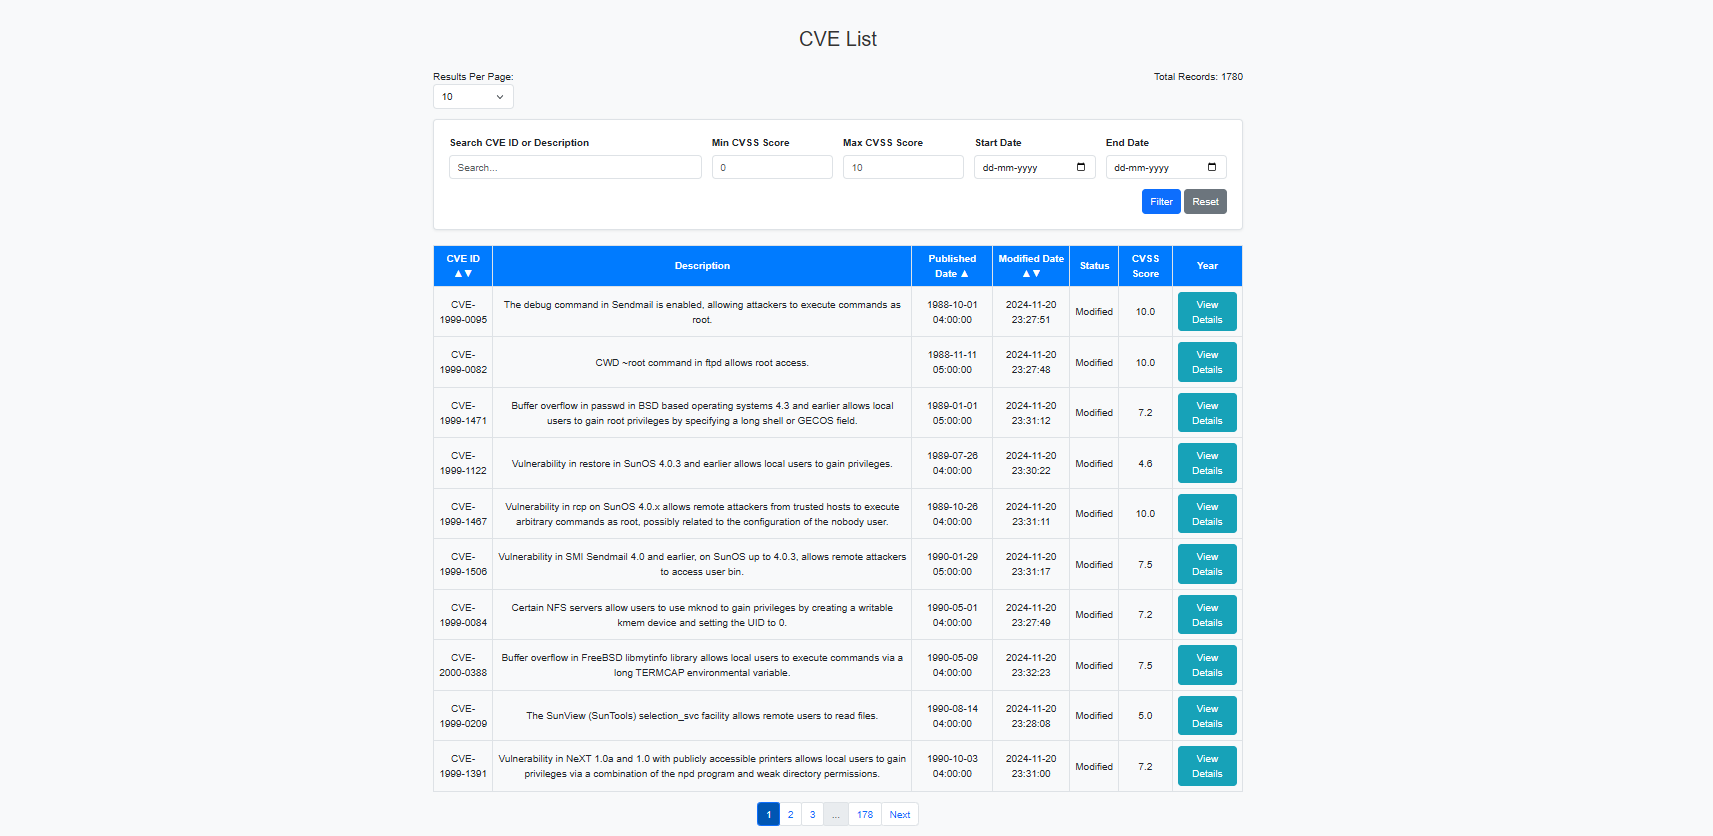 CVE List
Results Per Page:
Total Records: 1780
10
Search CVE ID or Description
Min CVSS Score
Max CVSS Score
Start Date
End Date
Search...
0
10
dd-mm-yyyy
dd-mm-yyyy
Filter
Reset
CVE ID
▲▼
Description
Published
Date ▲
Modified Date
▲▼
Status
CVSS
Score
Year
CVE-
1999-0095
The debug command in Sendmail is enabled, allowing attackers to execute commands as
root.
1988-10-01
04:00:00
2024-11-20
23:27:51
Modified
10.0
View
Details
CVE-
1999-0082
CWD ~root command in ftpd allows root access.
1988-11-11
05:00:00
2024-11-20
23:27:48
Modified
10.0
View
Details
CVE-
1999-1471
Buffer overflow in passwd in BSD based operating systems 4.3 and earlier allows local
users to gain root privileges by specifying a long shell or GECOS field.
1989-01-01
05:00:00
2024-11-20
23:31:12
Modified
7.2
View
Details
CVE-
1999-1122
Vulnerability in restore in SunOS 4.0.3 and earlier allows local users to gain privileges.
1989-07-26
04:00:00
2024-11-20
23:30:22
Modified
4.6
View
Details
CVE-
1999-1467
Vulnerability in rcp on SunOS 4.0.x allows remote attackers from trusted hosts to execute
arbitrary commands as root, possibly related to the configuration of the nobody user.
1989-10-26
04:00:00
2024-11-20
23:31:11
Modified
10.0
View
Details
CVE-
1999-1506
Vulnerability in SMI Sendmail 4.0 and earlier, on SunOS up to 4.0.3, allows remote attackers
to access user bin.
1990-01-29
05:00:00
2024-11-20
23:31:17
Modified
7.5
View
Details
CVE-
1999-0084
Certain NFS servers allow users to use mknod to gain privileges by creating a writable
kmem device and setting the UID to 0.
1990-05-01
04:00:00
2024-11-20
23:27:49
Modified
7.2
View
Details
CVE-
2000-0388
Buffer overflow in FreeBSD libmytinfo library allows local users to execute commands via a
long TERMCAP environmental variable.
1990-05-09
04:00:00
2024-11-20
23:32:23
Modified
7.5
View
Details
CVE-
1999-0209
The SunView (SunTools) selection_svc facility allows remote users to read files.
1990-08-14
04:00:00
2024-11-20
23:28:08
Modified
5.0
View
Details
CVE-
1999-1391
Vulnerability in NeXT 1.0a and 1.0 with publicly accessible printers allows local users to gain
privileges via a combination of the npd program and weak directory permissions.
1990-10-03
04:00:00
2024-11-20
23:31:00
Modified
7.2
View
Details
1 2 3 ... 178 Next